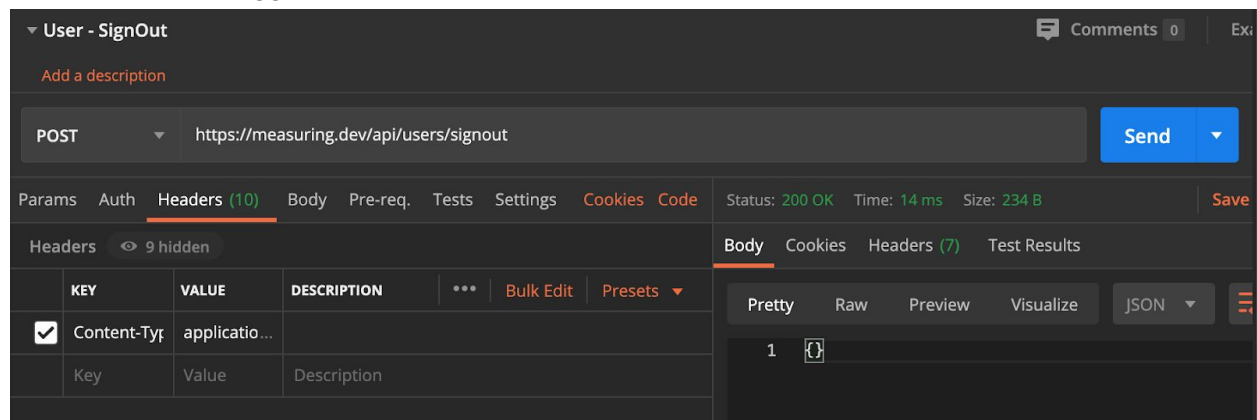 User - SignOut
Comments 0
Exa
Add a description
POST https://measuring.dev/api/users/signout Send
Params Auth Headers (10) Body Pre-req. Tests Settings Cookies Code
Status: 200 OK Time: 14 ms Size: 234 B Save
Headers 9 hidden
Body Cookies Headers (7) Test Results
KEY VALUE DESCRIPTION ••• Bulk Edit Presets
Pretty Raw Preview Visualize JSON
Content-Typ applicatio...
1 {}
Key Value Description